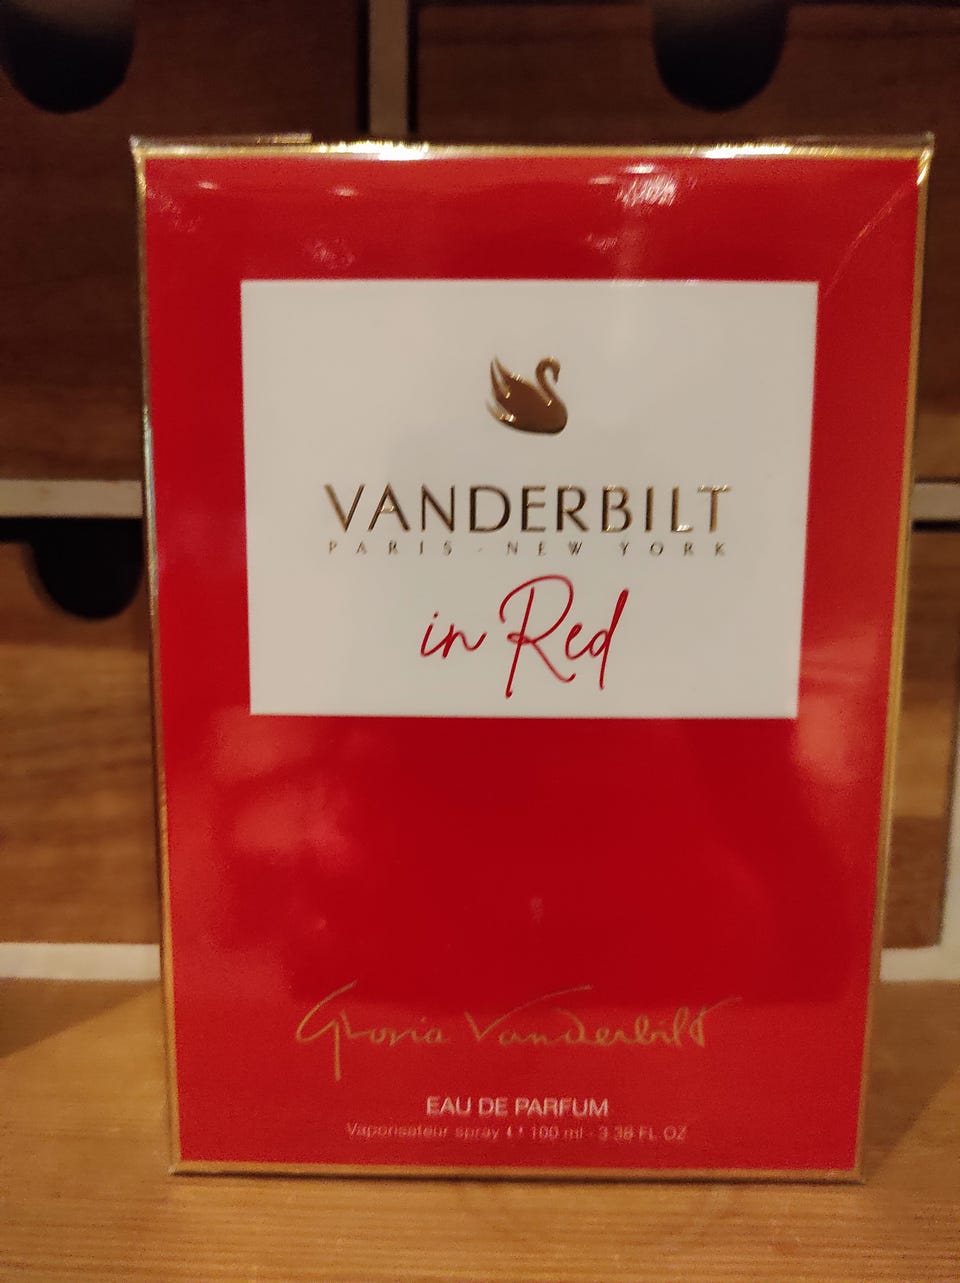 VANDERBILT
PARIS - NEW YORK
in Red
Gloria Vanderbilt
EAU DE PARFUM
Vaporisateur spray ℮ 100 ml - 3.38 FL OZ